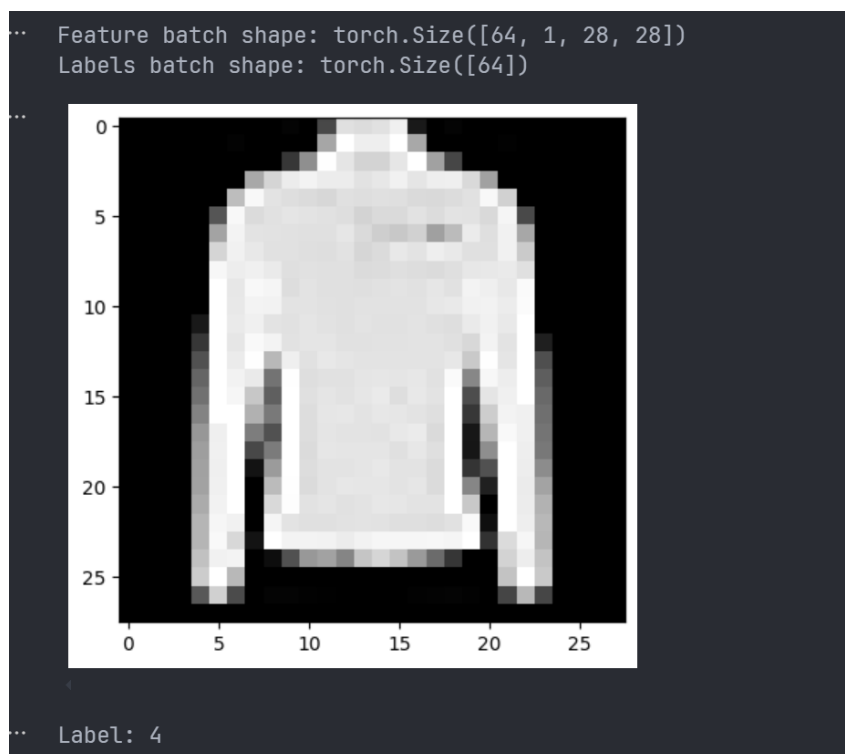 Feature batch shape: torch.Size([64, 1, 28, 28])
Labels batch shape: torch.Size([64])
0
5
10
15
20
25
0 5 10 15 20 25
Label: 4